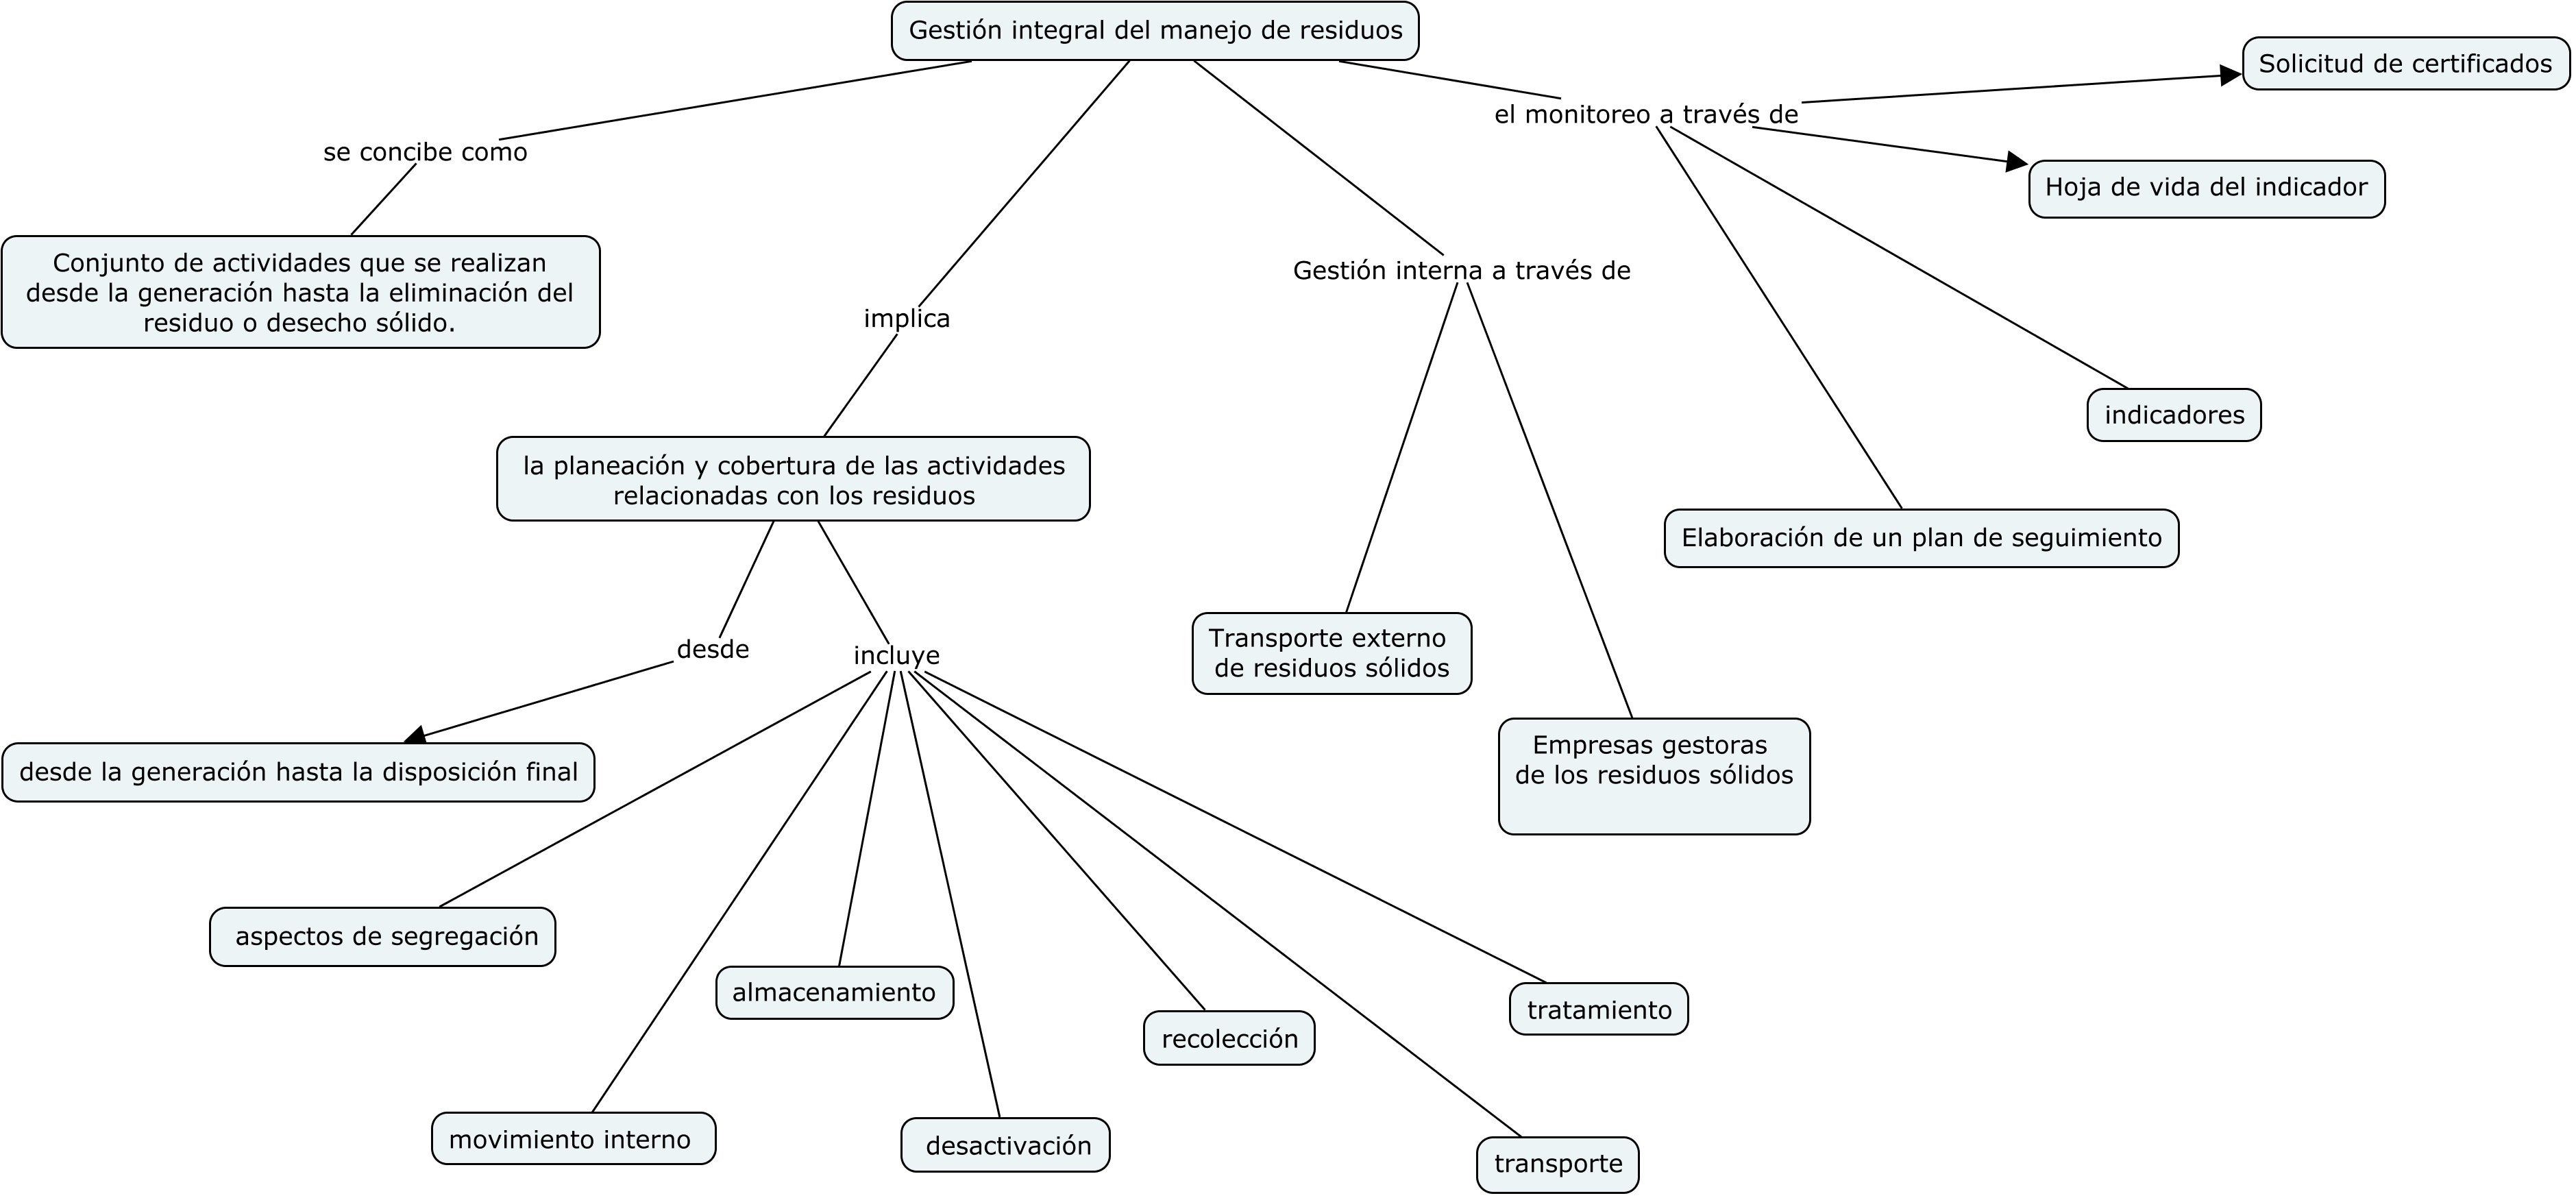 Gestión integral del manejo de residuos
Solicitud de certificados
el monitoreo a través de
se concibe como
Hoja de vida del indicador
Conjunto de actividades que se realizan
desde la generación hasta la eliminación del
residuo o desecho sólido.
Gestión interna a través de
implica
indicadores
la planeación y cobertura de las actividades
relacionadas con los residuos
Elaboración de un plan de seguimiento
desde
incluye
Transporte externo
de residuos sólidos
Empresas gestoras
de los residuos sólidos
desde la generación hasta la disposición final
aspectos de segregación
almacenamiento
tratamiento
recolección
movimiento interno
desactivación
transporte